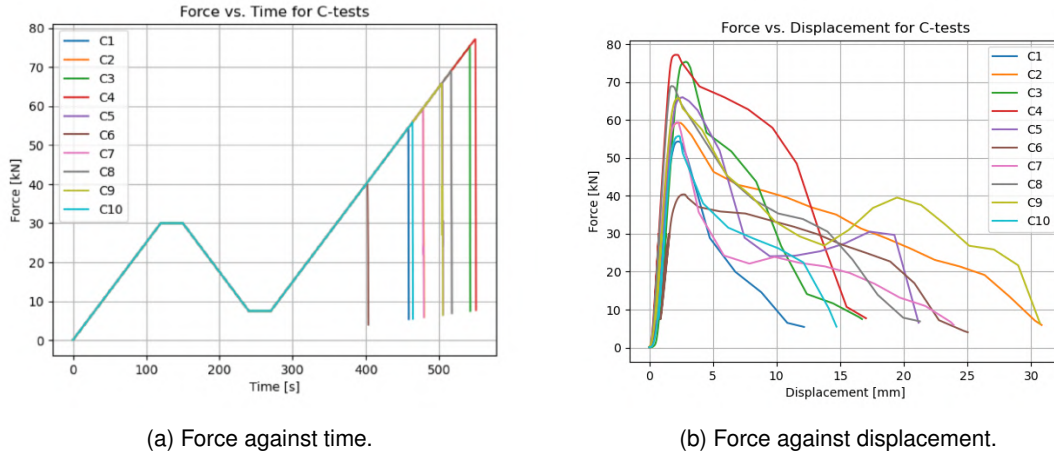 Force vs. Time for C-tests
80
70
60
50
40
30
20
10
0
Force [kN]
C1
C2
C3
C4
C5
C6
C7
C8
C9
C10
0
100
200
300
400
500
Time [s]
(a) Force against time.
Force vs. Displacement for C-tests
80
70
60
50
40
30
20
10
0
Force [kN]
C1
C2
C3
C4
C5
C6
C7
C8
C9
C10
0
5
10
15
20
25
30
Displacement [mm]
(b) Force against displacement.